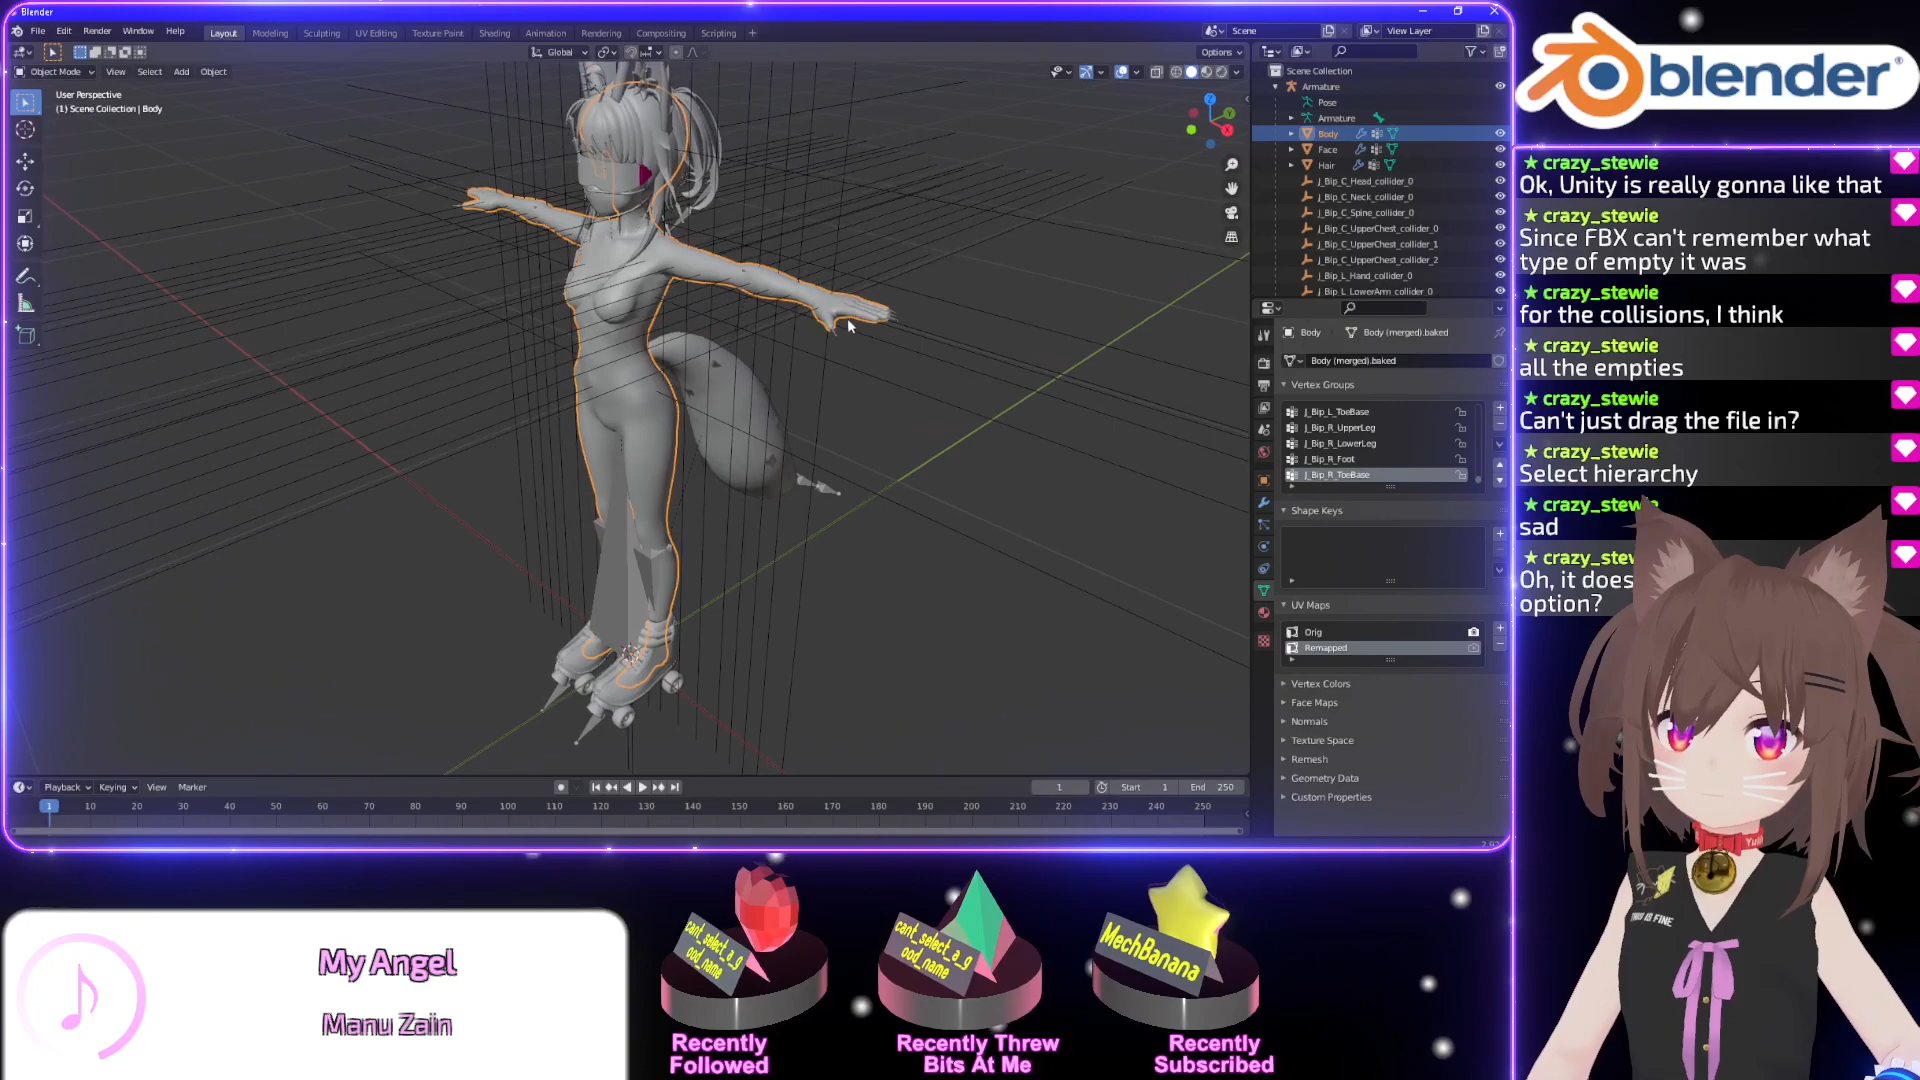 Blender
File Edit Render Window Help
Layout Modeling Sculpting UV Editing Texture Paint Shading Animation Rendering Compositing Scripting +
Scene
View Layer
Global
Options
Object Mode View Select Add Object
User Perspective
(1) Scene Collection | Body
Scene Collection
Armature
Pose
Armature
Body
Face
Hair
J_Bip_C_Head_collider_0
J_Bip_C_Neck_collider_0
J_Bip_C_Spine_collider_0
J_Bip_C_UpperChest_collider_0
J_Bip_C_UpperChest_collider_1
J_Bip_C_UpperChest_collider_2
J_Bip_L_Hand_collider_0
J_Bip_L_LowerArm_collider_0
Body Body (merged).baked
Body (merged).baked
Vertex Groups
J_Bip_L_ToeBase
J_Bip_R_UpperLeg
J_Bip_R_LowerLeg
J_Bip_R_Foot
J_Bip_R_ToeBase
Shape Keys
UV Maps
Orig
Remapped
Vertex Colors
Face Maps
Normals
Texture Space
Remesh
Geometry Data
Custom Properties
Playback Keying View Marker
1 Start 1 End 250
1 10 20 30 40 50 60 70 80 90 100 110 120 130 140 150 160 170 180 190 200 210 220 230 240 250
blender
crazy_stewie
Ok, Unity is really gonna like that
crazy_stewie
Since FBX can't remember what
type of empty it was
crazy_stewie
for the collisions, I think
crazy_stewie
all the empties
crazy_stewie
Can't just drag the file in?
crazy_stewie
Select hierarchy
crazy_stew
sad
crazy_stew
Oh, it does
option?
THIS IS FINE
My Angel
Manu Zain
cant_select_a_g
ood_name
Recently
Followed
cant_select_a_g
ood_name
Recently Threw
Bits At Me
MechBanana
Recently
Subscribed